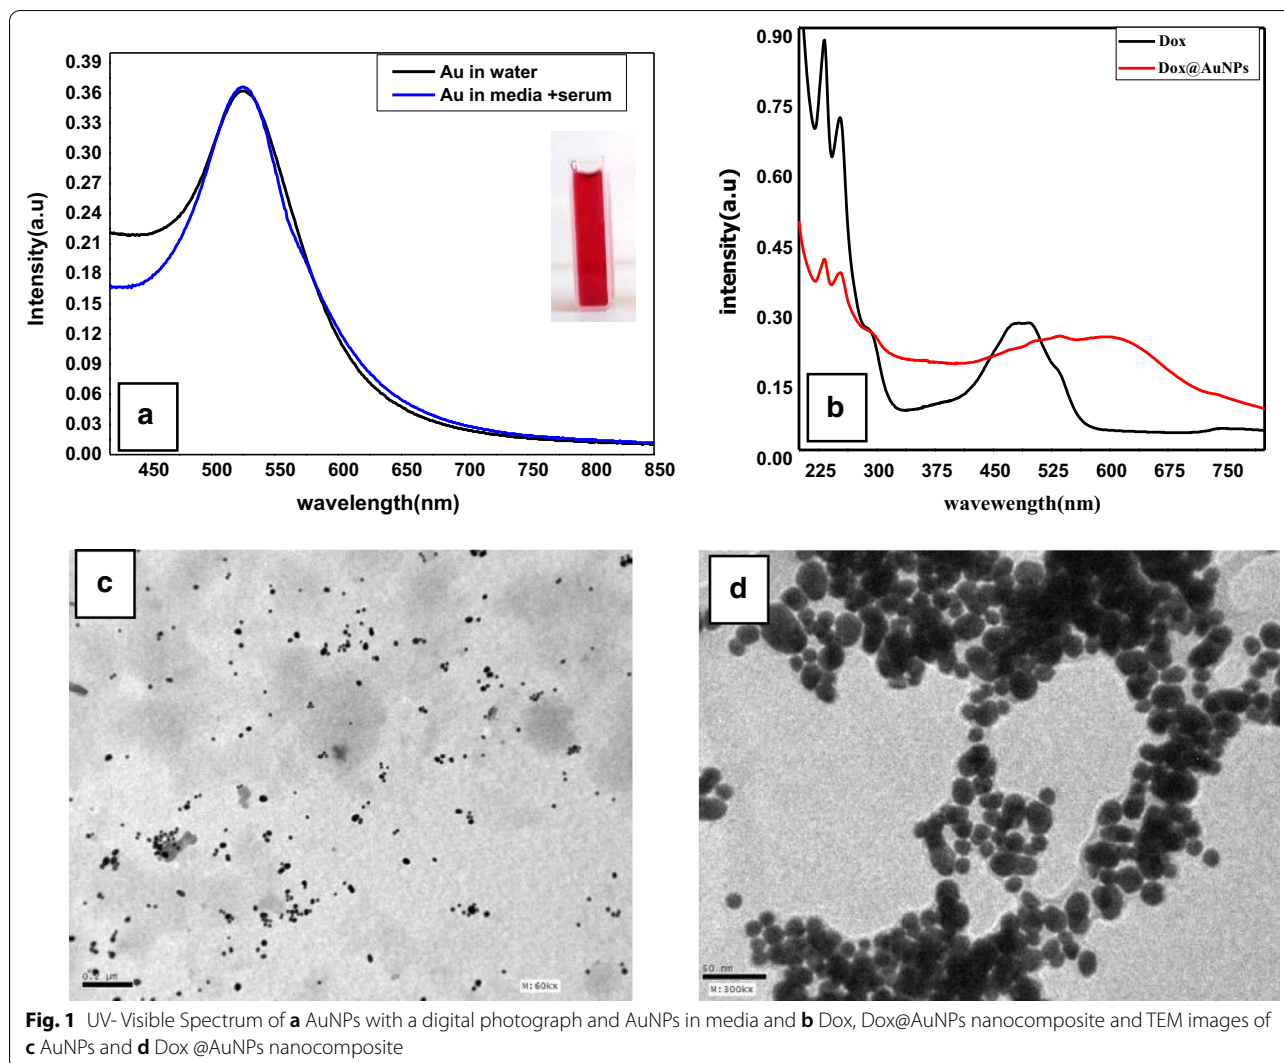 0.39
0.36
0.33
0.30
0.27
0.24
0.21
0.18
0.15
0.12
0.09
0.06
0.03
0.00
Intensity(a.u)
Au in water
Au in media +serum
a
450 500 550 600 650 700 750 800 850
wavelength(nm)
0.90
0.75
0.60
0.45
0.30
0.15
0.00
intensity(a.u)
Dox
Dox@AuNPs
b
225 300 375 450 525 600 675 750
wavewength(nm)
c
0.2 µm
M:60kx
d
50 nm
M:300kx
Fig. 1 UV- Visible Spectrum of a AuNPs with a digital photograph and AuNPs in media and b Dox, Dox@AuNPs nanocomposite and TEM images of
c AuNPs and d Dox @AuNPs nanocomposite